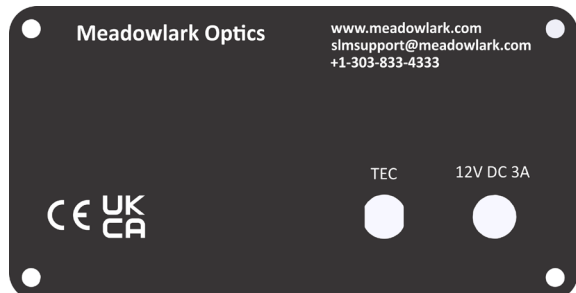 Meadowlark Optics
www.meadowlark.com
slmsupport@meadowlark.com
+1-303-833-4333
TEC
12V DC 3A
CE
UK
CA